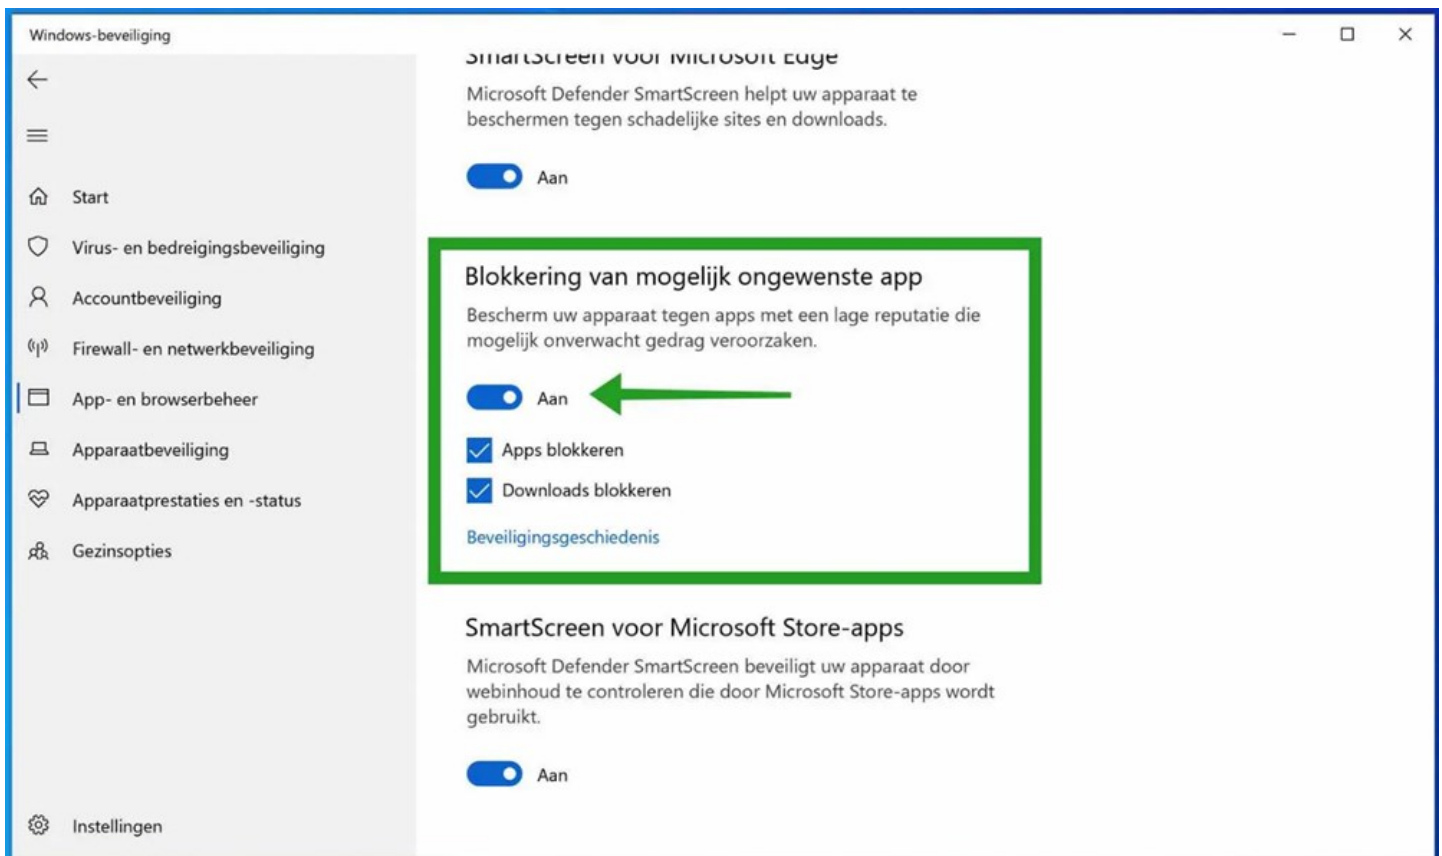 Windows-beveiliging
Start
Virus- en bedreigingsbeveiliging
Accountbeveiliging
Firewall- en netwerkbeveiliging
App- en browserbeheer
Apparaatbeveiliging
Apparaatprestaties en -status
Gezinsopties
Instellingen
SmartScreen voor Microsoft Edge
Microsoft Defender SmartScreen helpt uw apparaat te
beschermen tegen schadelijke sites en downloads.
Aan
Blokkering van mogelijk ongewenste app
Bescherm uw apparaat tegen apps met een lage reputatie die
mogelijk onverwacht gedrag veroorzaken.
Aan
Apps blokkeren
Downloads blokkeren
Beveiligingsgeschiedenis
SmartScreen voor Microsoft Store-apps
Microsoft Defender SmartScreen beveiligt uw apparaat door
webinhoud te controleren die door Microsoft Store-apps wordt
gebruikt.
Aan